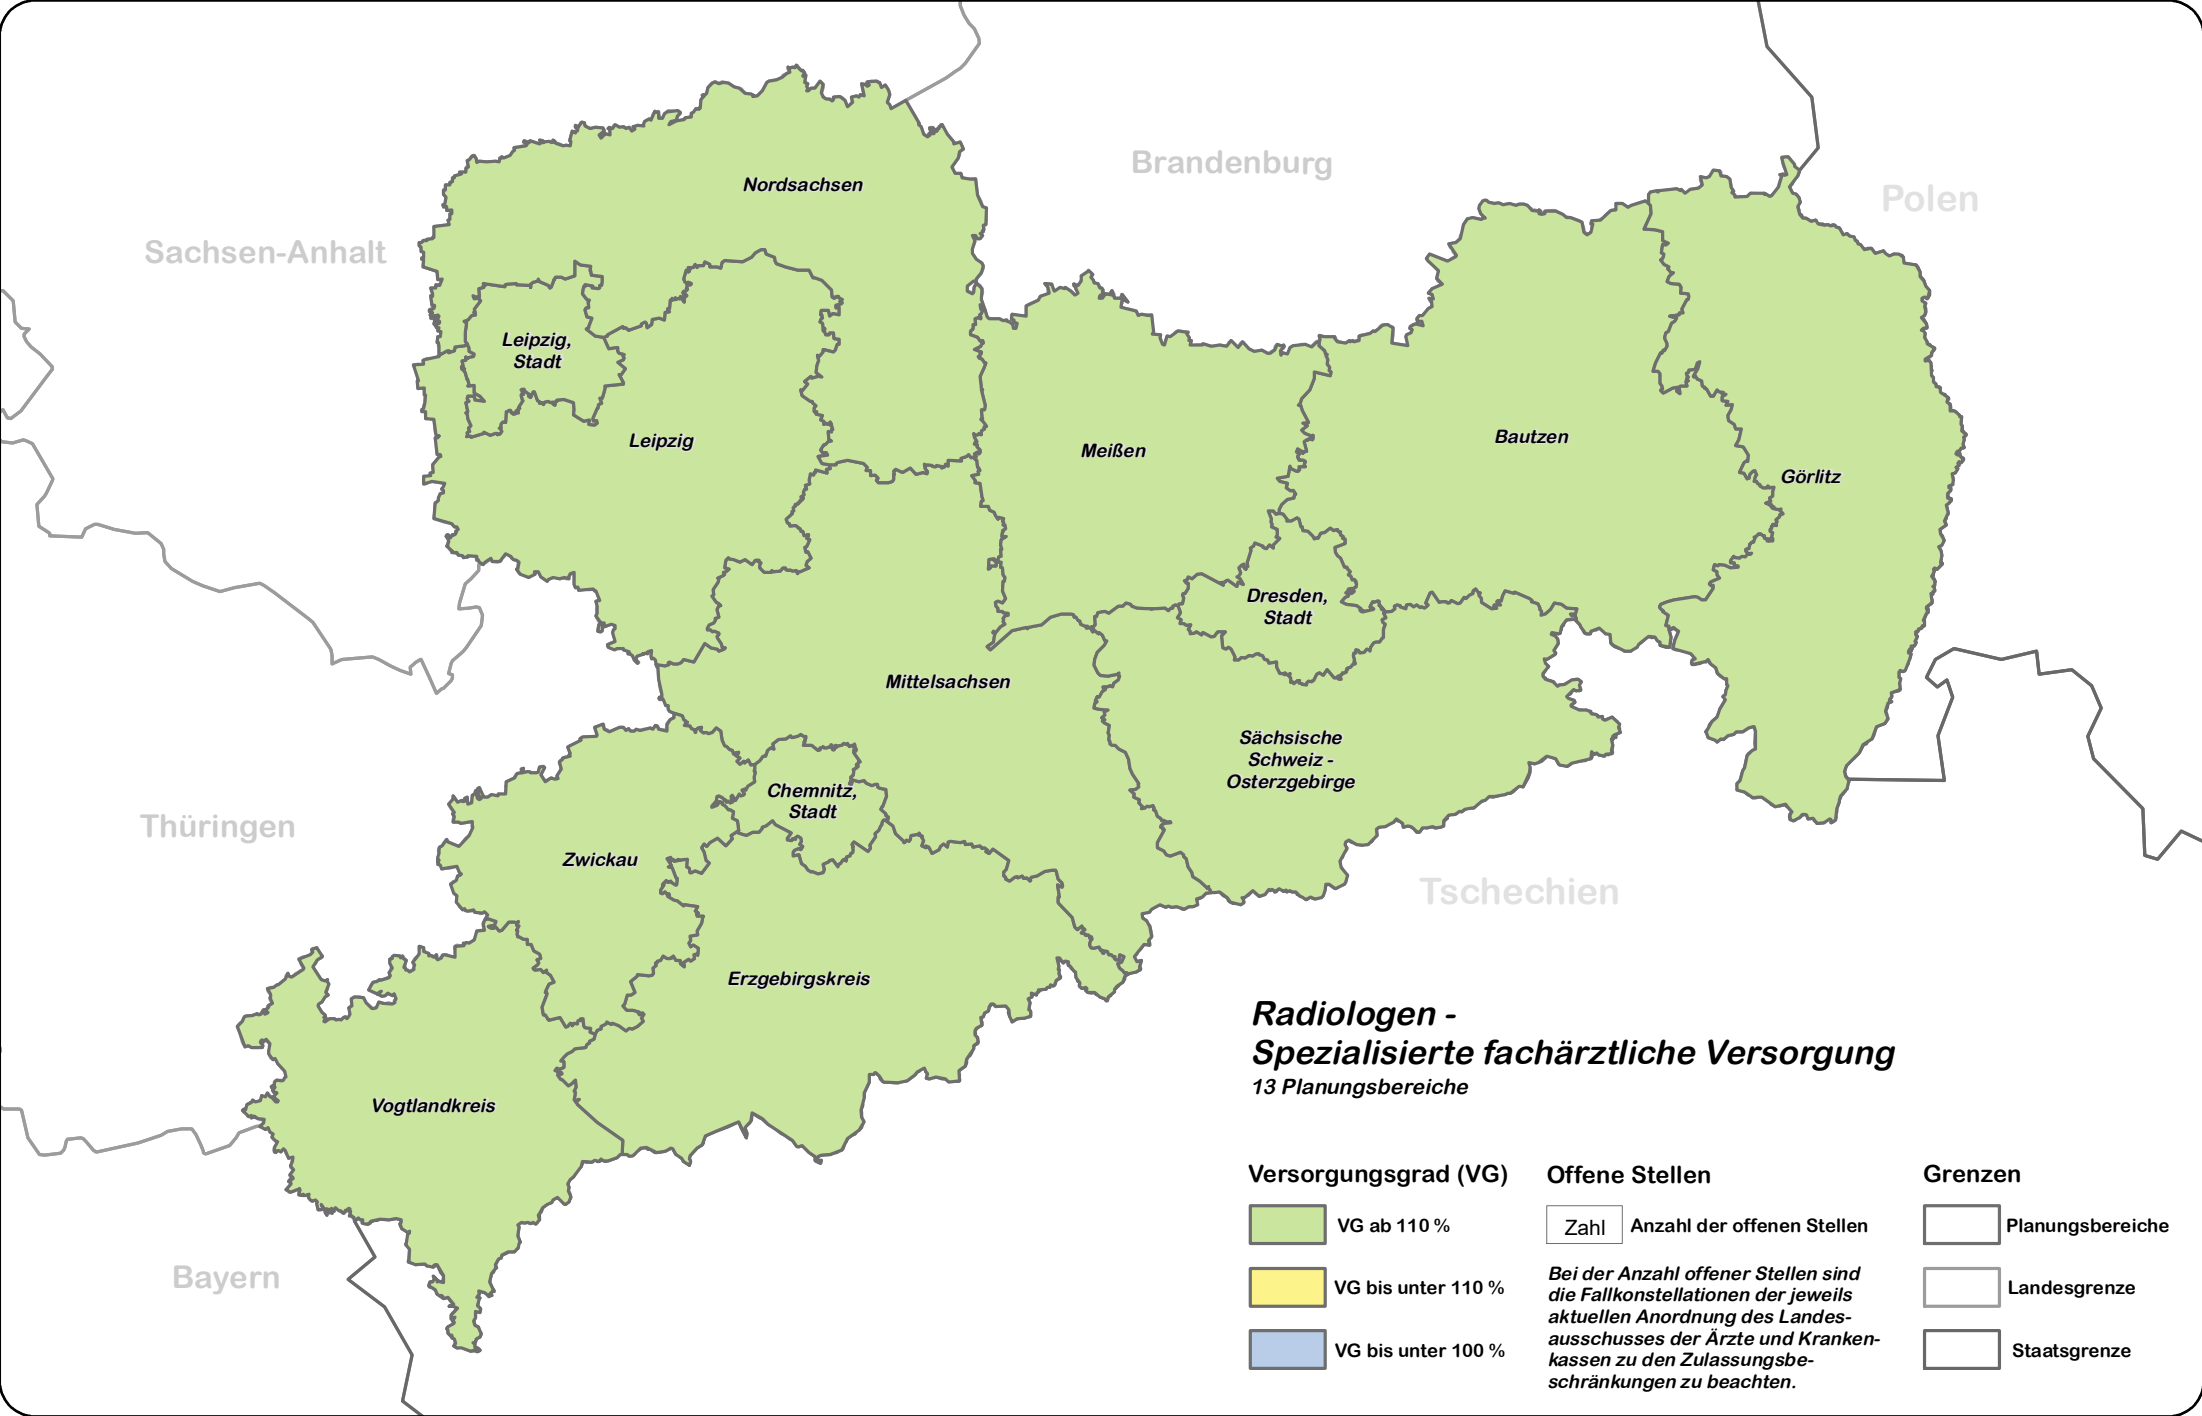 Brandenburg
Nordsachsen
Polen
Sachsen-Anhalt
Leipzig,
Stadt
Leipzig
Meißen
Bautzen
Görlitz
Dresden,
Stadt
Mittelsachsen
Sächsische
Schweiz -
Osterzgebirge
Chemnitz,
Stadt
Thüringen
Zwickau
Tschechien
Erzgebirgskreis
Vogtlandkreis
Bayern
Radiologen -
Spezialisierte fachärztliche Versorgung
13 Planungsbereiche
Versorgungsgrad (VG)
VG ab 110 %
VG bis unter 110 %
VG bis unter 100 %
Offene Stellen
Zahl Anzahl der offenen Stellen
Bei der Anzahl offener Stellen sind
die Fallkonstellationen der jeweils
aktuellen Anordnung des Landes-
ausschusses der Ärzte und Kranken-
kassen zu den Zulassungsbe-
schränkungen zu beachten.
Grenzen
Planungsbereiche
Landesgrenze
Staatsgrenze